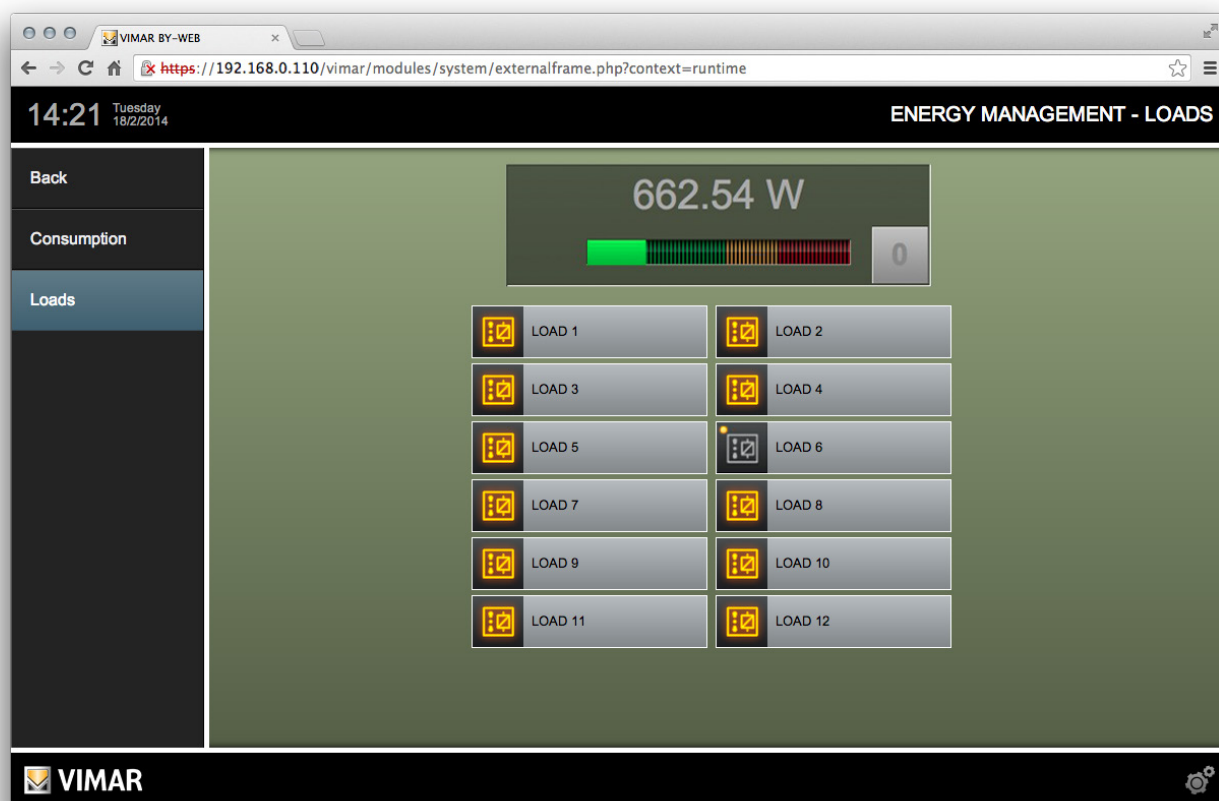 VIMAR BY-WEB
https://192.168.0.110/vimar/modules/system/externalframe.php?context=runtime
14:21 Tuesday
18/2/2014
ENERGY MANAGEMENT - LOADS
Back
Consumption
Loads
662.54 W
0
LOAD 1
LOAD 2
LOAD 3
LOAD 4
LOAD 5
LOAD 6
LOAD 7
LOAD 8
LOAD 9
LOAD 10
LOAD 11
LOAD 12
VIMAR